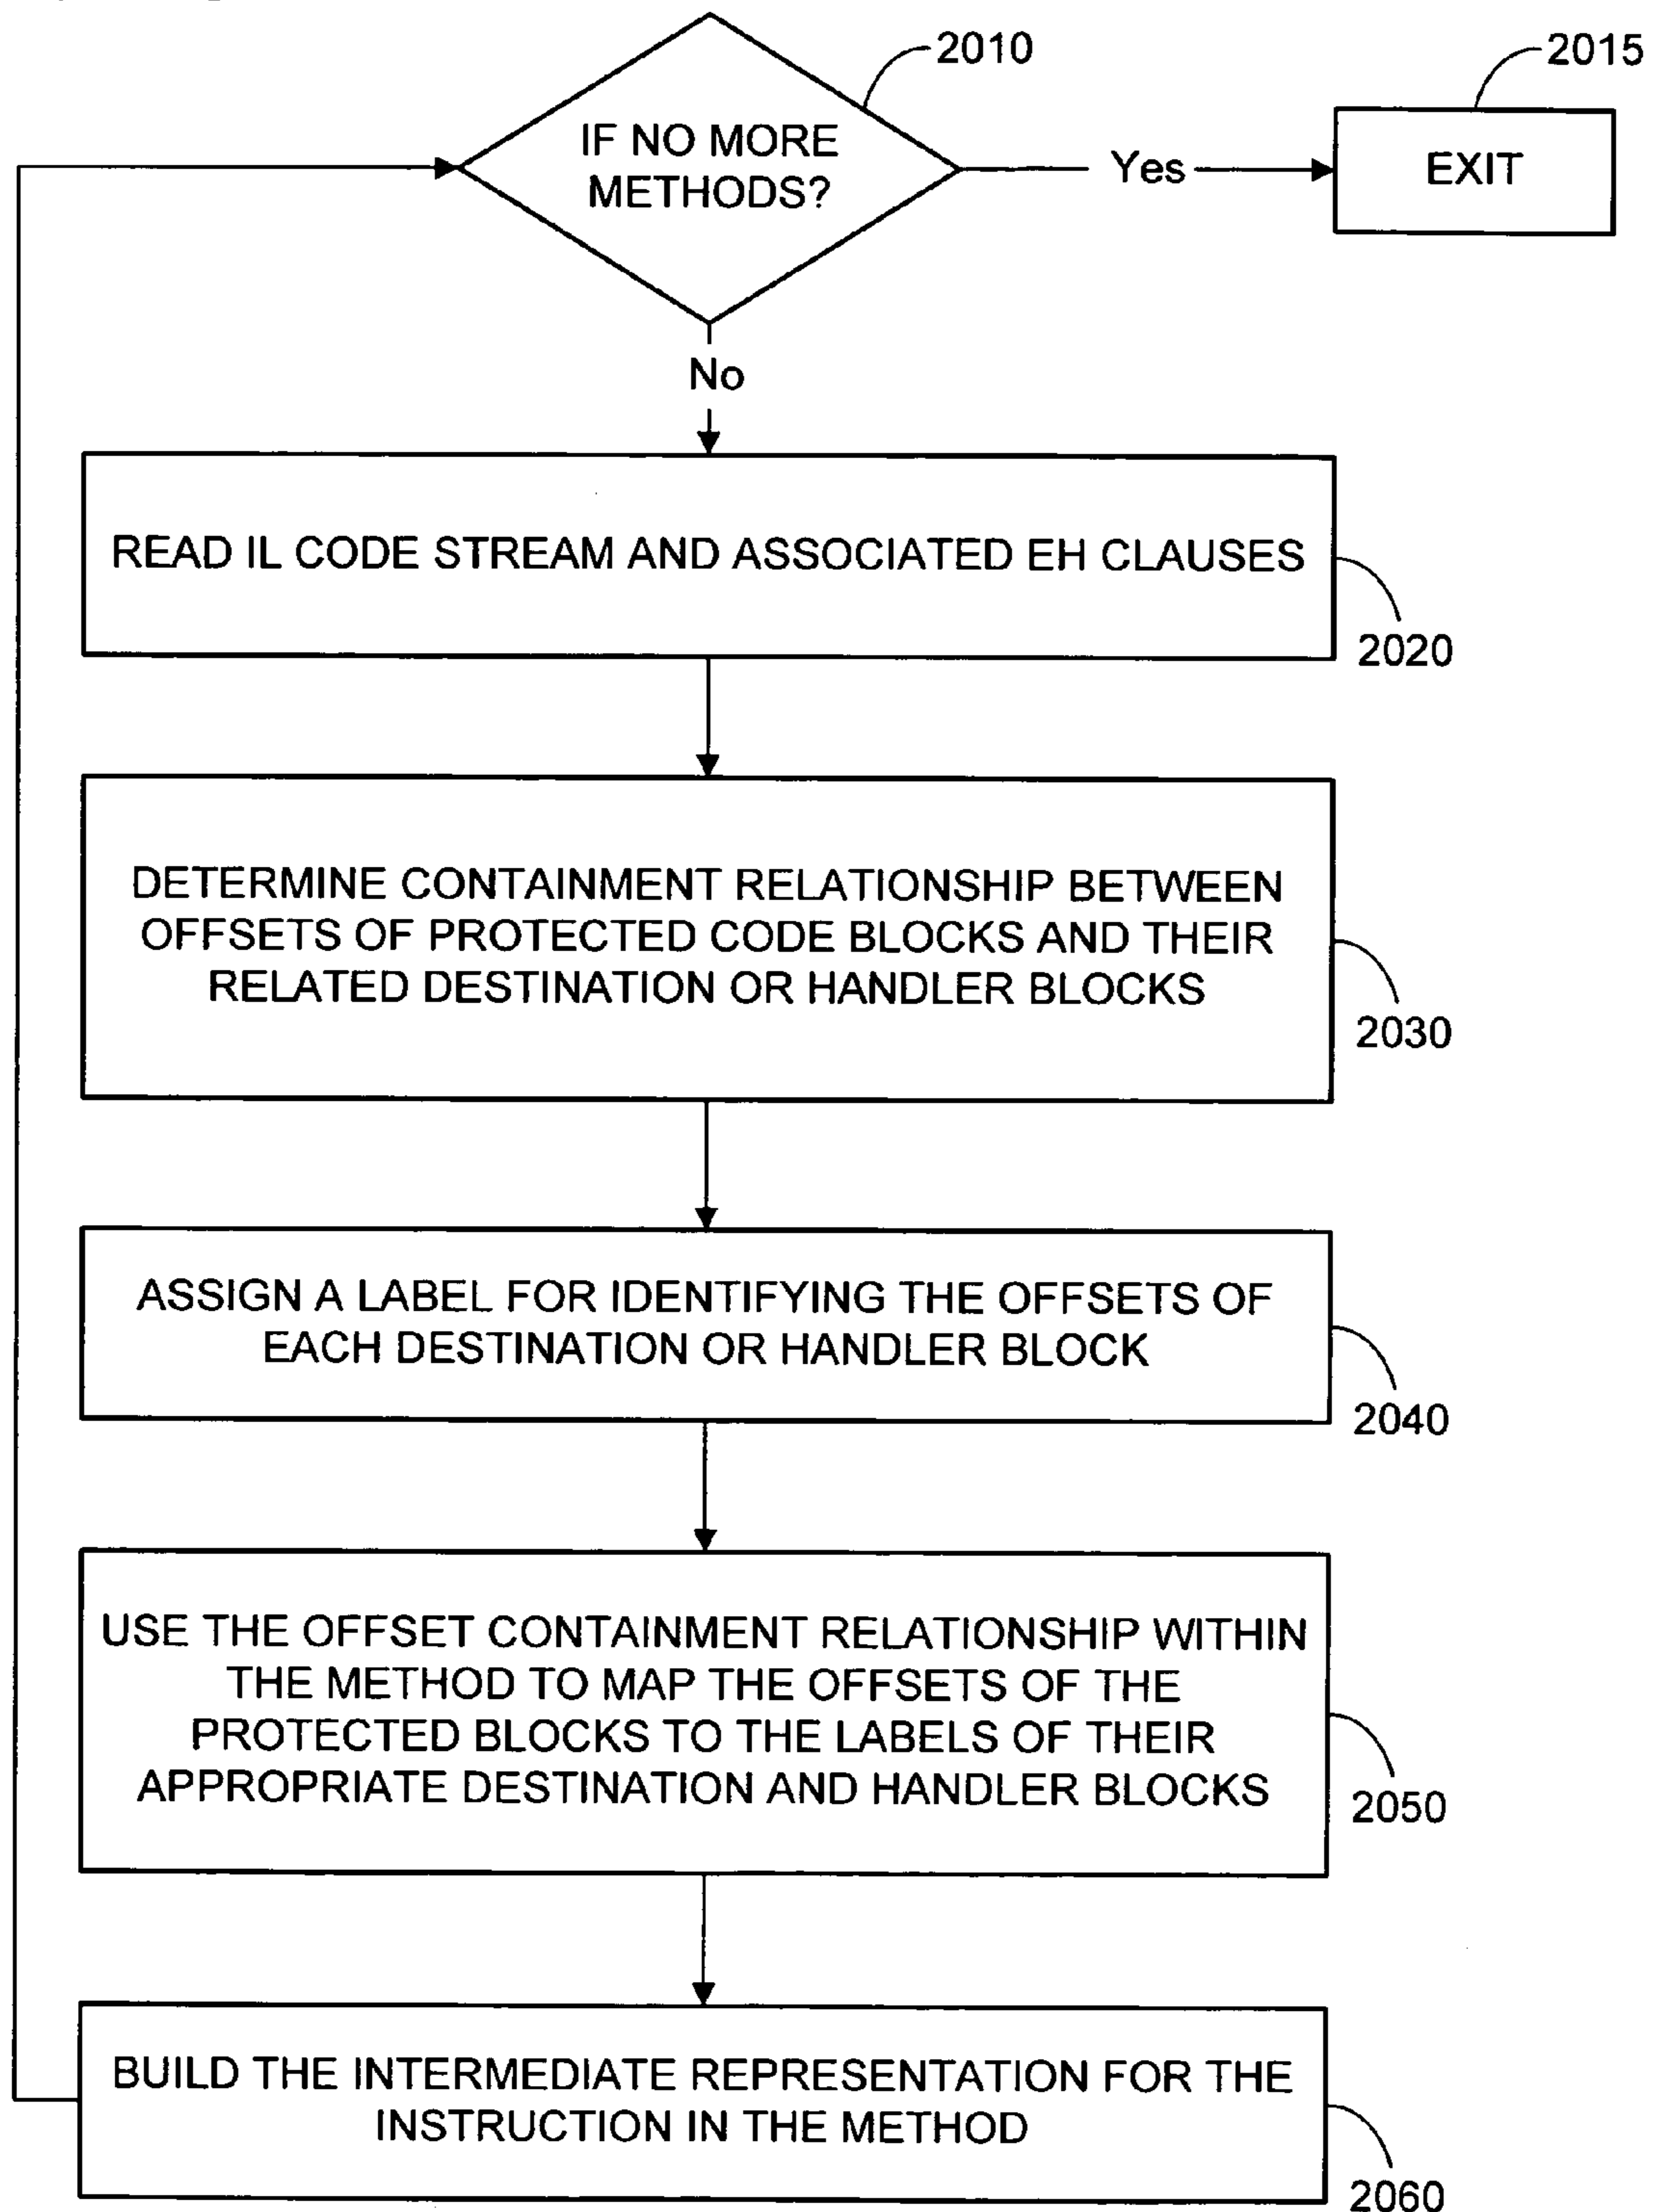 2010
2015
IF NO MORE
METHODS?
Yes
EXIT
No
READ IL CODE STREAM AND ASSOCIATED EH CLAUSES
2020
DETERMINE CONTAINMENT RELATIONSHIP BETWEEN
OFFSETS OF PROTECTED CODE BLOCKS AND THEIR
RELATED DESTINATION OR HANDLER BLOCKS
2030
ASSIGN A LABEL FOR IDENTIFYING THE OFFSETS OF
EACH DESTINATION OR HANDLER BLOCK
2040
USE THE OFFSET CONTAINMENT RELATIONSHIP WITHIN
THE METHOD TO MAP THE OFFSETS OF THE
PROTECTED BLOCKS TO THE LABELS OF THEIR
APPROPRIATE DESTINATION AND HANDLER BLOCKS
2050
BUILD THE INTERMEDIATE REPRESENTATION FOR THE
INSTRUCTION IN THE METHOD
2060